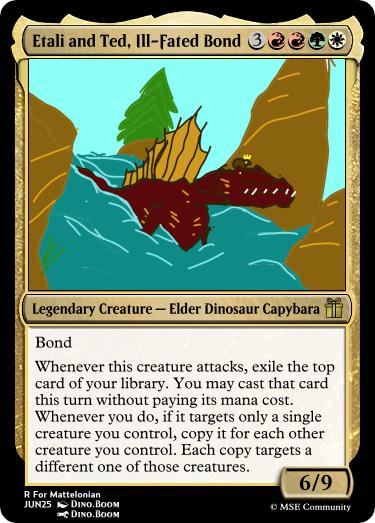 Etali and Ted, Ill-Fated Bond 3
Legendary Creature — Elder Dinosaur Capybara
Bond
Whenever this creature attacks, exile the top
card of your library. You may cast that card
this turn without paying its mana cost.
Whenever you do, if it targets only a single
creature you control, copy it for each other
creature you control. Each copy targets a
different one of those creatures.
6/9
R For Mattelonian
JUN25 Dino.Boom
Dino.Boom
© MSE Community